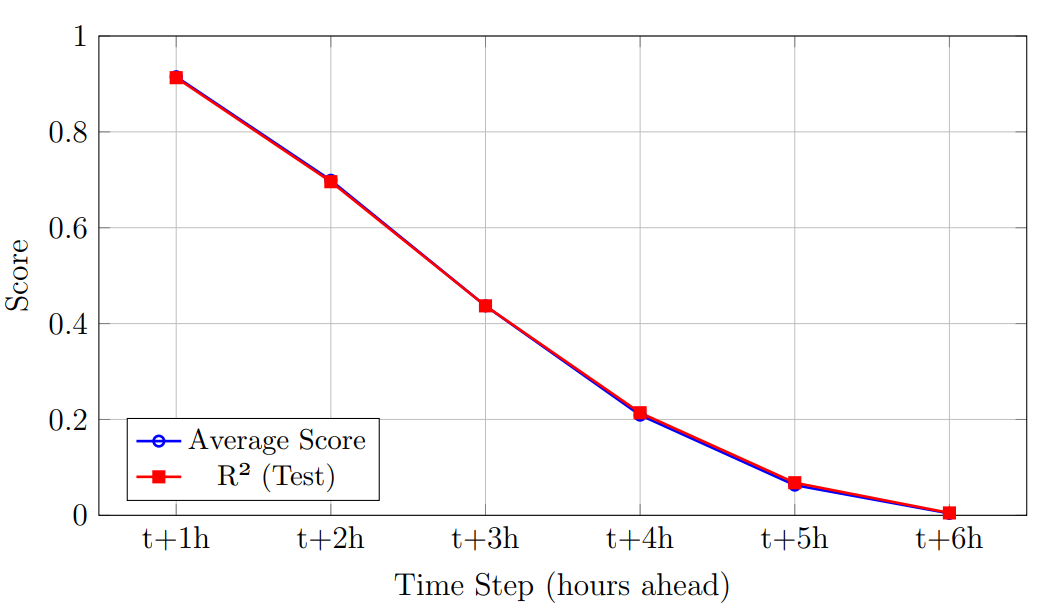 1
0.8
0.6
0.4
0.2
0
Score
Average Score
R² (Test)
t+1h t+2h t+3h t+4h t+5h t+6h
Time Step (hours ahead)